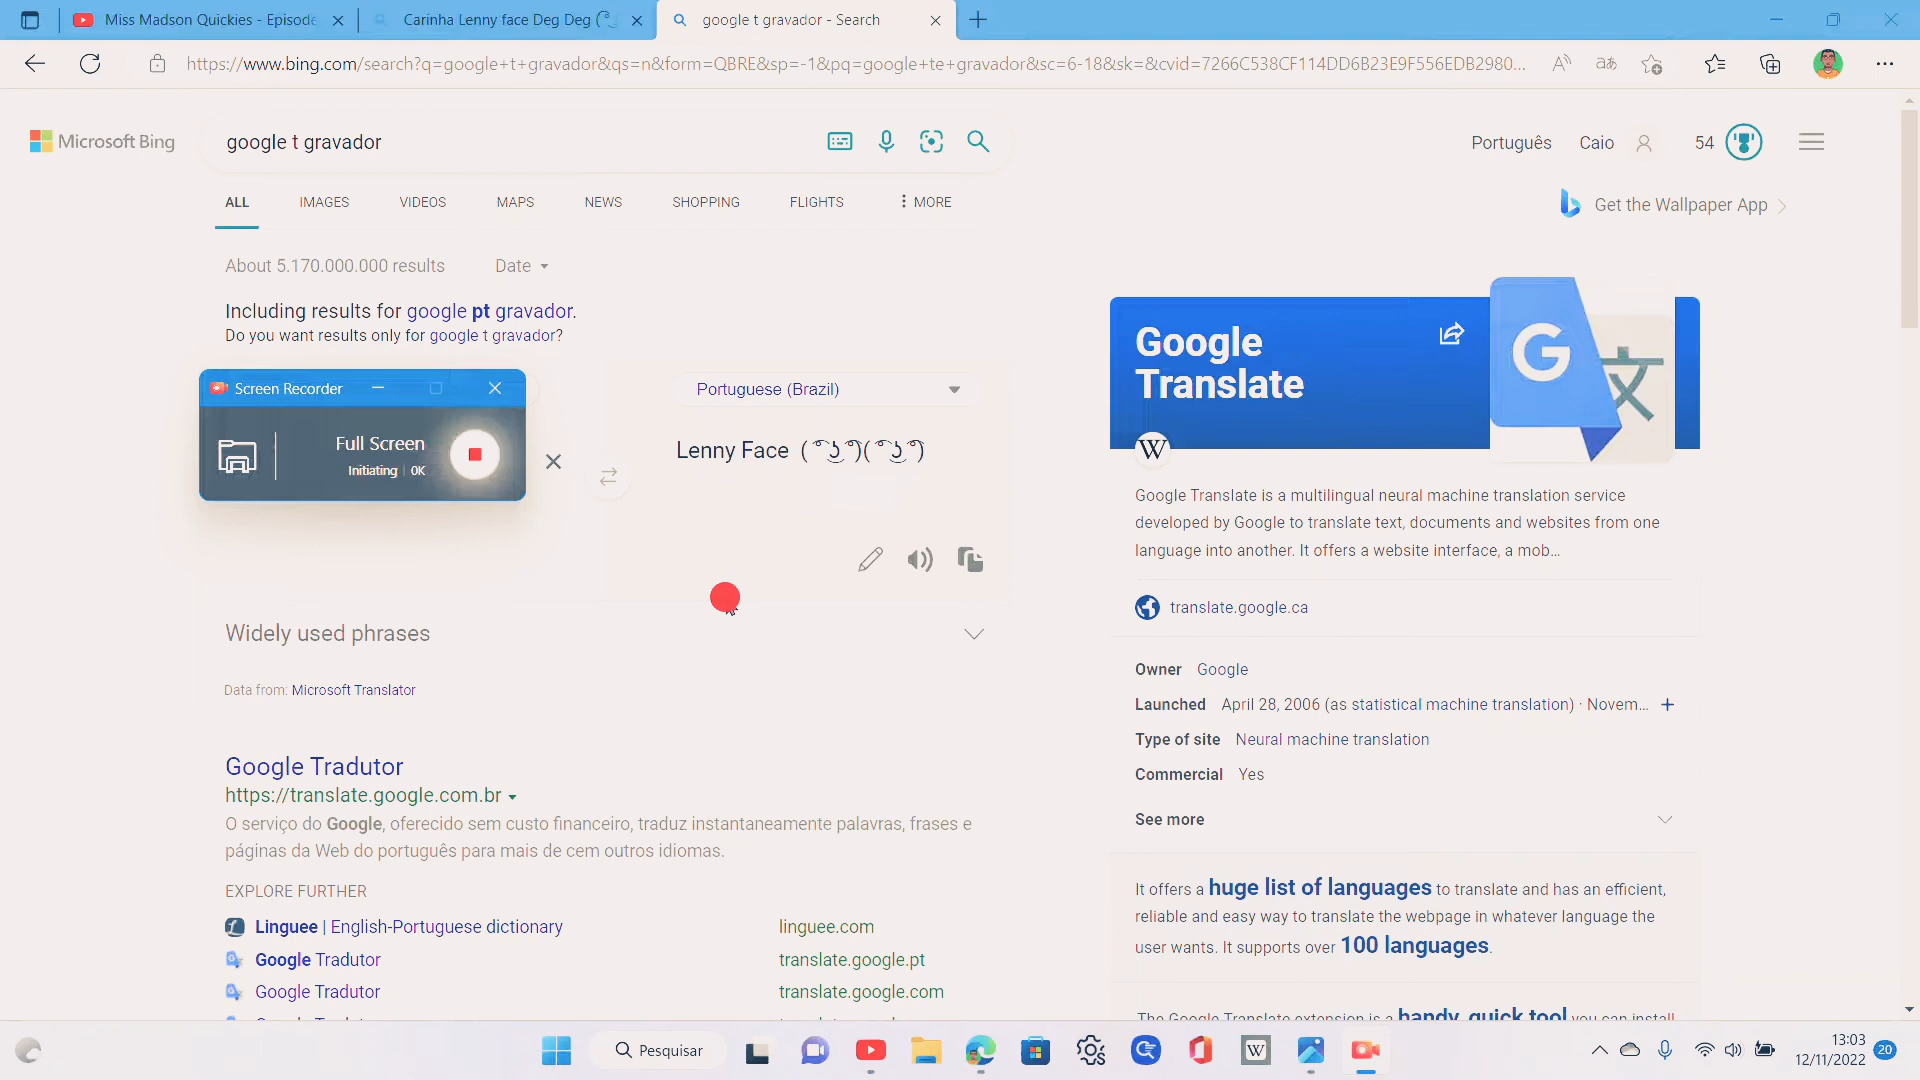 Miss Madson Quickies - Episode
Carinha Lenny face Deg Deg ( ͡°
google t gravador - Search
https://www.bing.com/search?q=google+t+gravador&qs=n&form=QBRE&sp=-1&pq=google+te+gravador&sc=6-18&sk=&cvid=7266C538CF114DD6B23E9F556EDB2980...
Microsoft Bing
google t gravador
Português
Caio
54
ALL
IMAGES
VIDEOS
MAPS
NEWS
SHOPPING
FLIGHTS
MORE
Get the Wallpaper App
About 5.170.000.000 results
Date
Including results for google pt gravador.
Do you want results only for google t gravador?
Screen Recorder
Full Screen
Initiating
0K
Portuguese (Brazil)
Lenny Face ( ͡° ͜ʖ ͡°)( ͡° ͜ʖ ͡°)
Widely used phrases
Data from: Microsoft Translator
Google Tradutor
https://translate.google.com.br
O serviço do Google, oferecido sem custo financeiro, traduz instantaneamente palavras, frases e
páginas da Web do português para mais de cem outros idiomas.
EXPLORE FURTHER
Linguee | English-Portuguese dictionary
linguee.com
Google Tradutor
translate.google.pt
Google Tradutor
translate.google.com
Google
Translate
G
文
W
Google Translate is a multilingual neural machine translation service
developed by Google to translate text, documents and websites from one
language into another. It offers a website interface, a mob...
translate.google.ca
Owner Google
Launched April 28, 2006 (as statistical machine translation) · Novem...
Type of site Neural machine translation
Commercial Yes
See more
It offers a huge list of languages to translate and has an efficient,
reliable and easy way to translate the webpage in whatever language the
user wants. It supports over 100 languages.
The Google Translate extension is a handy, quick tool you can install
Pesquisar
W
13:03
12/11/2022
20